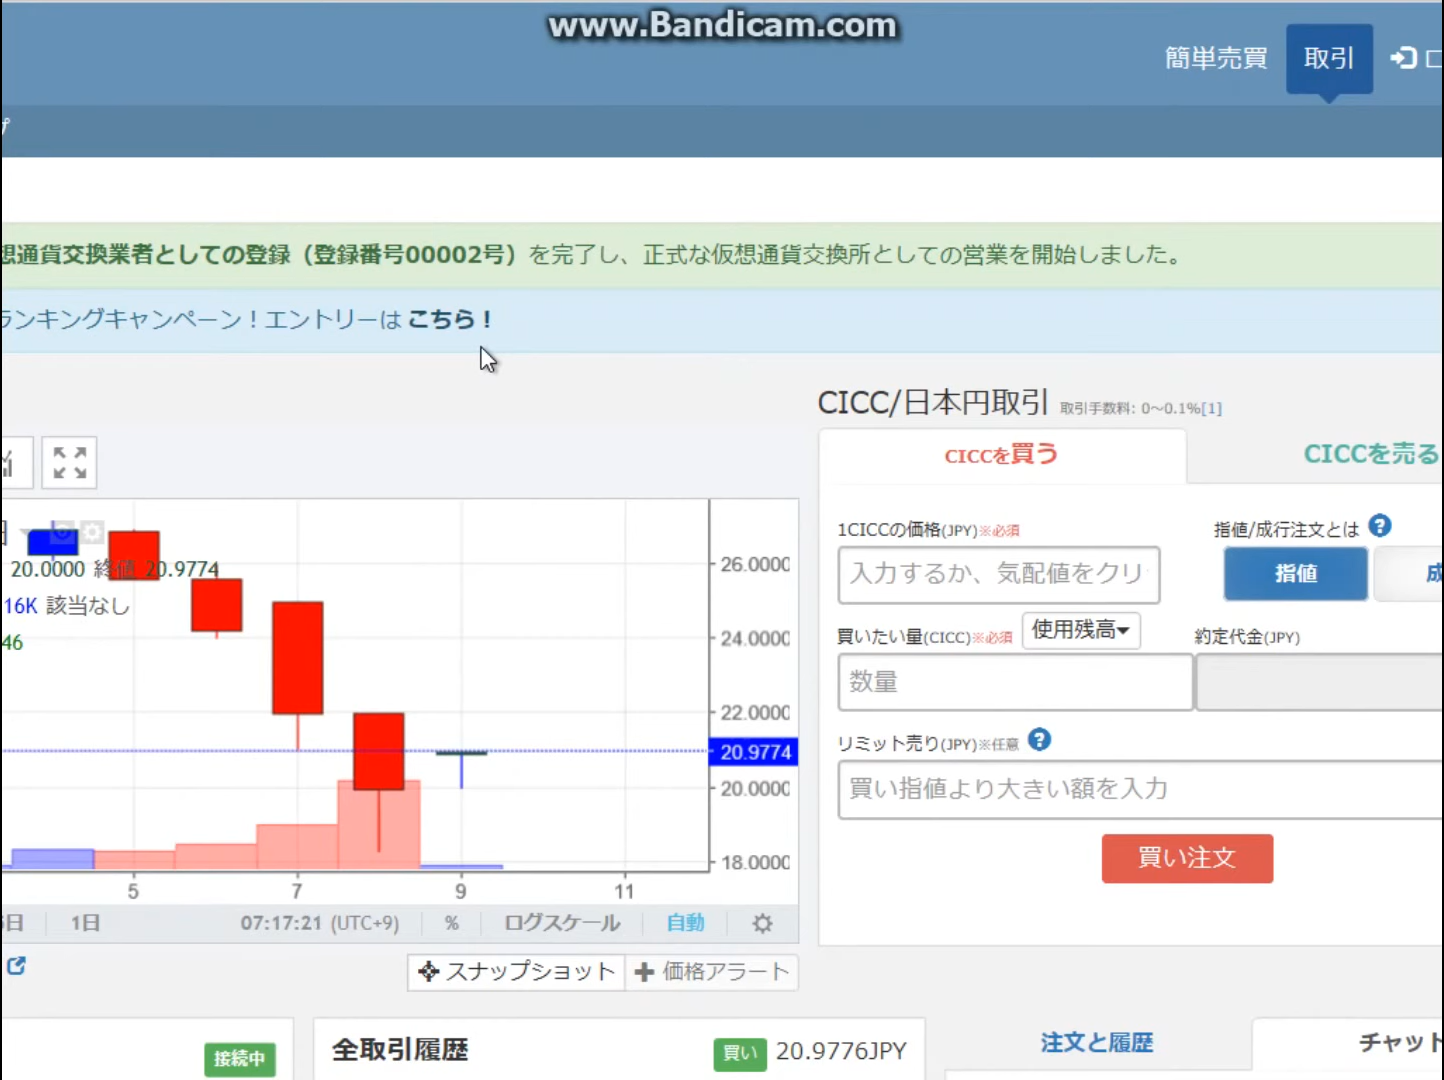 www.Bandicam.com
簡単売買
取引
プ
想通貨交換業者としての登録（登録番号00002号）を完了し、正式な仮想通貨交換所としての営業を開始しました。
ランキングキャンペーン！エントリーは こちら！
CICC/日本円取引 取引手数料: 0～0.1%[1]
CICCを買う
CICCを売る
1CICCの価格(JPY)※必須
指値/成行注文とは
入力するか、気配値をクリ
指値
成
買いたい量(CICC)※必須
使用残高▾
約定代金(JPY)
数量
リミット売り(JPY)※任意
買い指値より大きい額を入力
買い注文
日
20.0000 終値 20.9774
16K 該当なし
46
26.0000
24.0000
22.0000
20.9774
20.0000
18.0000
5
7
9
11
日
1日
07:17:21 (UTC+9)
%
ログスケール
自動
スナップショット
価格アラート
接続中
全取引履歴
買い
20.9776JPY
注文と履歴
チャット